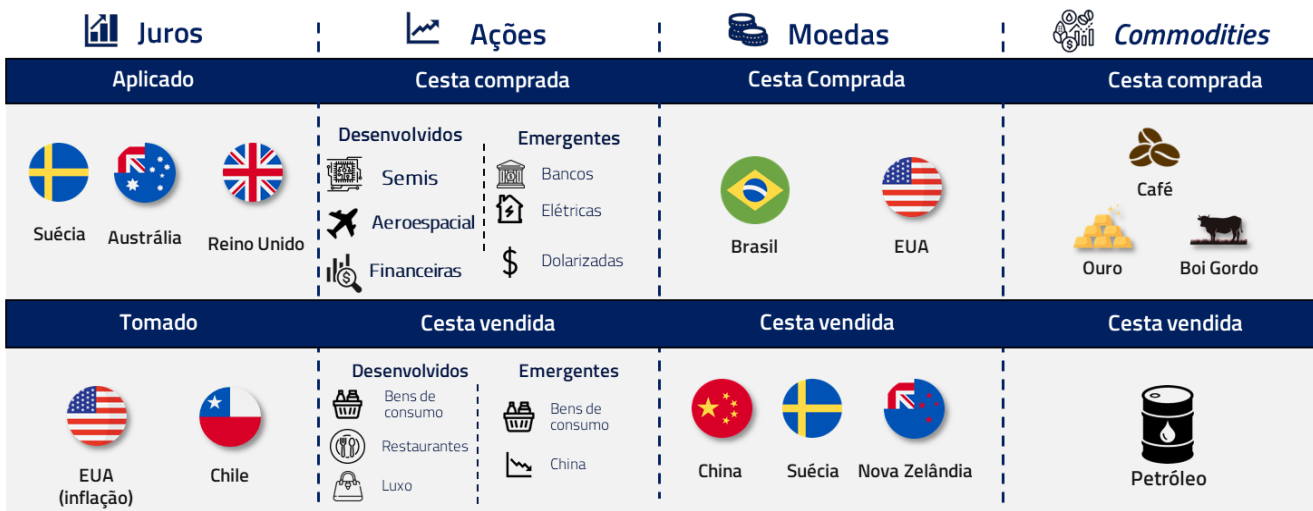 Juros
Ações
Moedas
Commodities
Aplicado
Cesta comprada
Cesta Comprada
Cesta comprada
Suécia
Austrália
Reino Unido
Desenvolvidos
Semis
Aeroespacial
Financeiras
Emergentes
Bancos
Elétricas
Dolarizadas
Brasil
EUA
Café
Ouro
Boi Gordo
Tomado
Cesta vendida
Cesta vendida
Cesta vendida
EUA
(inflação)
Chile
Desenvolvidos
Bens de
consumo
Restaurantes
Luxo
Emergentes
Bens de
consumo
China
China
Suécia
Nova Zelândia
Petróleo